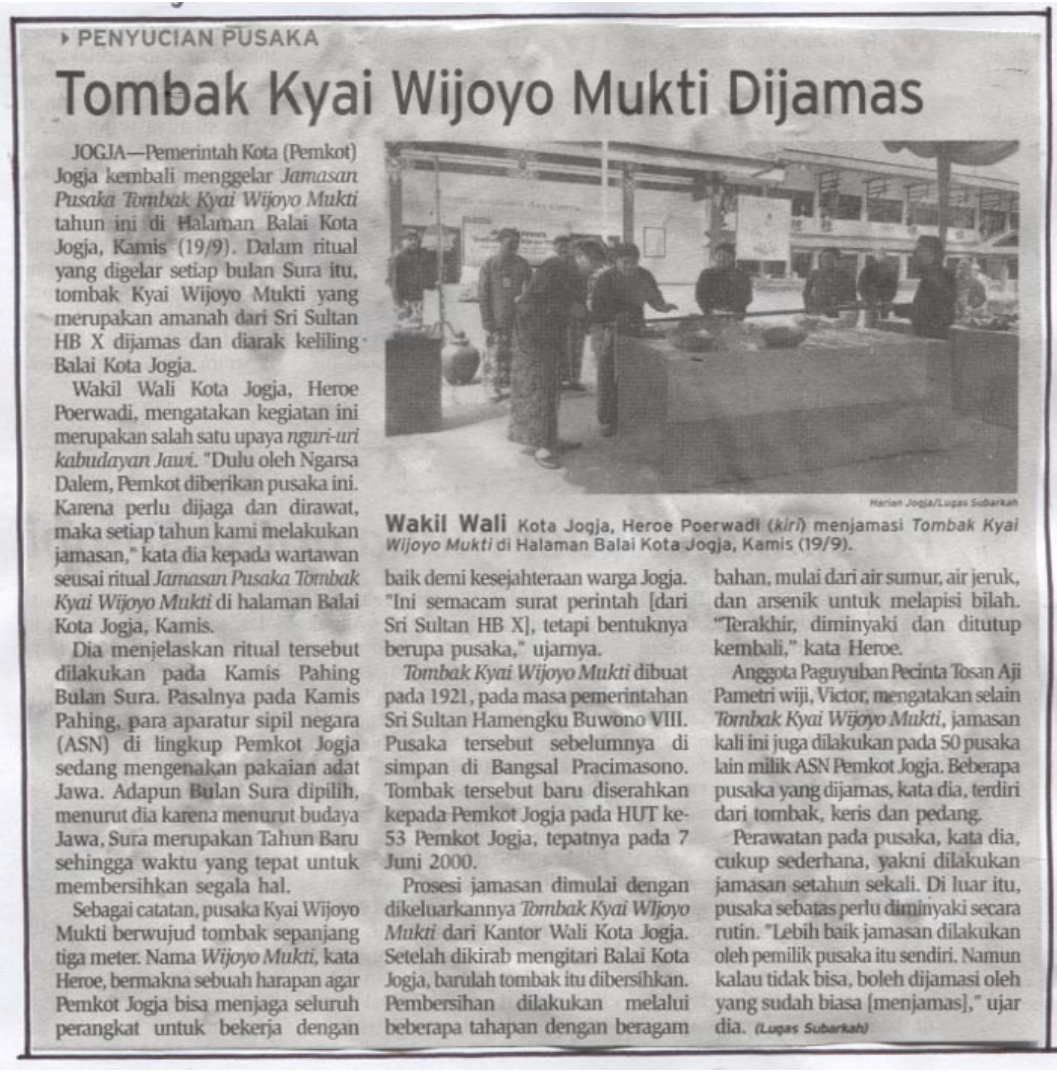 PENYUCIAN PUSAKA
Tombak Kyai Wijoyo Mukti Dijamas
JOGJA—Pemerintah Kota (Pemkot)
Jogja kembali menggelar Jamasan
Pusaka Tombak Kyai Wijoyo Mukti
tahun ini di Halaman Balai Kota
Jogja, Kamis (19/9). Dalam ritual
yang digelar setiap bulan Sura itu,
tombak Kyai Wijoyo Mukti yang
merupakan amanah dari Sri Sultan
HB X dijamas dan diarak keliling
Balai Kota Jogja.
Wakil Wali Kota Jogja, Heroe
Poerwadi, mengatakan kegiatan ini
merupakan salah satu upaya nguri-uri
kabudayan Jawi. "Dulu oleh Ngarsa
Dalem, Pemkot diberikan pusaka ini.
Karena perlu dijaga dan dirawat,
maka setiap tahun kami melakukan
jamasan," kata dia kepada wartawan
seusai ritual Jamasan Pusaka Tombak
Kyai Wijoyo Mukti di halaman Balai
Kota Jogja, Kamis.
Dia menjelaskan ritual tersebut
dilakukan pada Kamis Pahing
Bulan Sura. Pasalnya pada Kamis
Pahing, para aparatur sipil negara
(ASN) di lingkup Pemkot Jogja
sedang mengenakan pakaian adat
Jawa. Adapun Bulan Sura dipilih,
menurut dia karena menurut budaya
Jawa, Sura merupakan Tahun Baru
sehingga waktu yang tepat untuk
membersihkan segala hal.
Sebagai catatan, pusaka Kyai Wijoyo
Mukti berwujud tombak sepanjang
tiga meter. Nama Wijoyo Mukti, kata
Heroe, bermakna sebuah harapan agar
Pemkot Jogja bisa menjaga seluruh
perangkat untuk bekerja dengan
Harian Jogja/Lugas Subarkah
Wakil Wali Kota Jogja, Heroe Poerwadi (kiri) menjamasi Tombak Kyai
Wijoyo Mukti di Halaman Balai Kota Jogja, Kamis (19/9).
baik demi kesejahteraan warga Jogja.
"Ini semacam surat perintah [dari
Sri Sultan HB X], tetapi bentuknya
berupa pusaka," ujarnya.
Tombak Kyai Wijoyo Mukti dibuat
pada 1921, pada masa pemerintahan
Sri Sultan Hamengku Buwono VIII.
Pusaka tersebut sebelumnya di
simpan di Bangsal Pracimasono.
Tombak tersebut baru diserahkan
kepada Pemkot Jogja pada HUT ke-
53 Pemkot Jogja, tepatnya pada 7
Juni 2000.
Prosesi jamasan dimulai dengan
dikeluarkannya Tombak Kyai WIjoyo
Mukti dari Kantor Wali Kota Jogja.
Setelah dikirab mengitari Balai Kota
Jogja, barulah tombak itu dibersihkan.
Pembersihan dilakukan melalui
beberapa tahapan dengan beragam
bahan, mulai dari air sumur, air jeruk,
dan arsenik untuk melapisi bilah.
"Terakhir, diminyaki dan ditutup
kembali," kata Heroe.
Anggota Paguyuban Pecinta Tosan Aji
Pametri wiji, Victor, mengatakan selain
Tombak Kyai Wijoyo Mukti, jamasan
kali ini juga dilakukan pada 50 pusaka
lain milik ASN Pemkot Jogja. Beberapa
pusaka yang dijamas, kata dia, terdiri
dari tombak, keris dan pedang.
Perawatan pada pusaka, kata dia,
cukup sederhana, yakni dilakukan
jamasan setahun sekali. Di luar itu,
pusaka sebatas perlu diminyaki secara
rutin. "Lebih baik jamasan dilakukan
oleh pemilik pusaka itu sendiri. Namun
kalau tidak bisa, boleh dijamasi oleh
yang sudah biasa [menjamas]," ujar
dia. (Lugas Subarkah)